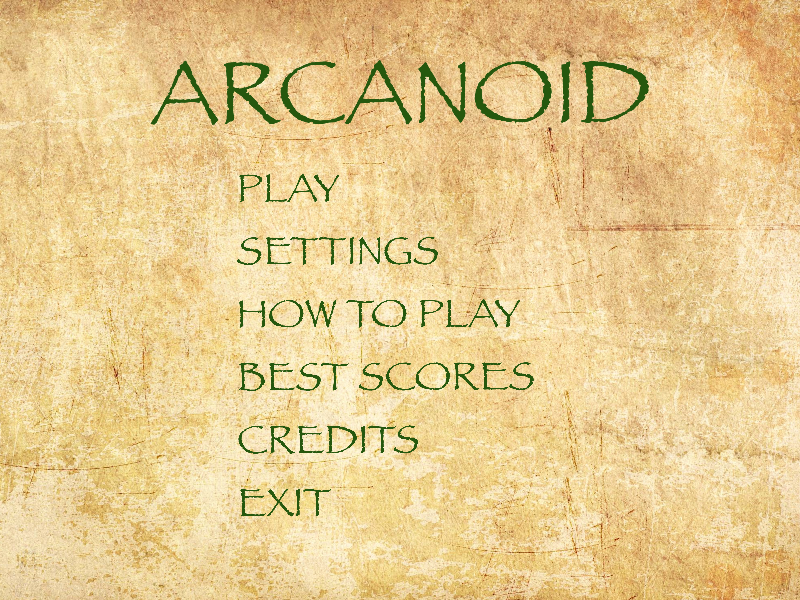 ARCANOID
PLAY
SETTINGS
HOW TO PLAY
BEST SCORES
CREDITS
EXIT